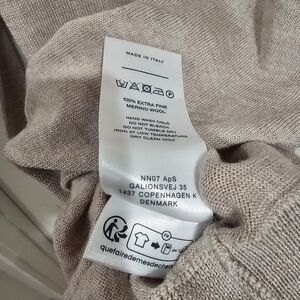 MADE IN ITALY
100% EXTRA FINE
MERINO WOOL
HAND WASH COLD
DO NOT BLEACH
DO NOT TUMBLE DRY
IRON AT LOW TEMPERATURE
DRY CLEAN ONLY
NN07 ApS
GALIONSVEJ 35
1437 COPENHAGEN K
DENMARK
FR
quefairedemesdechets